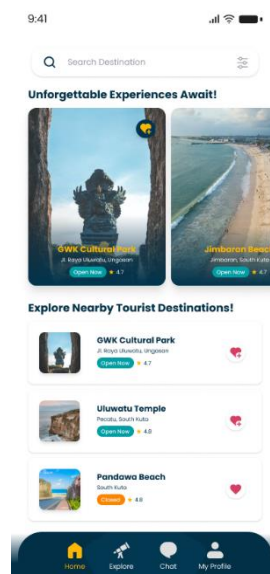 9:41
Search Destination
Unforgettable Experiences Await!
GWK Cultural Park
Jl. Raya Uluwatu, Ungasan
Open Now ★ 4.7
Jimbaran Beac
Jimbaran, South Kuta
Open Now ★ 4.7
Explore Nearby Tourist Destinations!
GWK Cultural Park
Jl. Raya Uluwatu, Ungasan
Open Now ★ 4.7
Uluwatu Temple
Pecatu, South Kuta
Open Now ★ 4.8
Pandawa Beach
South Kuta
Closed ★ 4.8
Home
Explore
Chat
My Profile